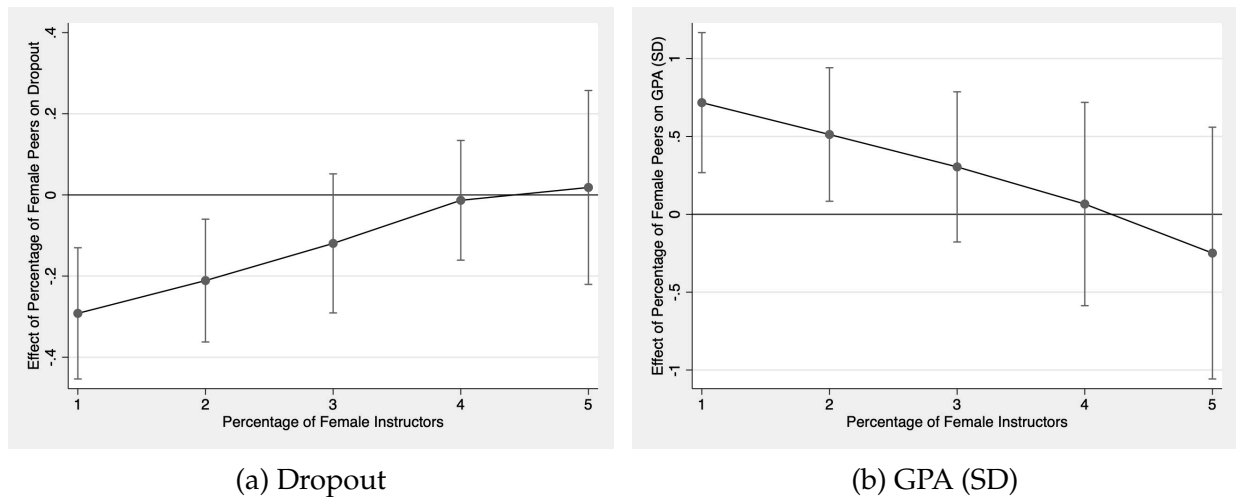 Effect of Percentage of Female Peers on Dropout
.4
.2
0
-.2
-.4
1 2 3 4 5
Percentage of Female Instructors
(a) Dropout
Effect of Percentage of Female Peers on GPA (SD)
1
.5
0
-.5
-1
1 2 3 4 5
Percentage of Female Instructors
(b) GPA (SD)